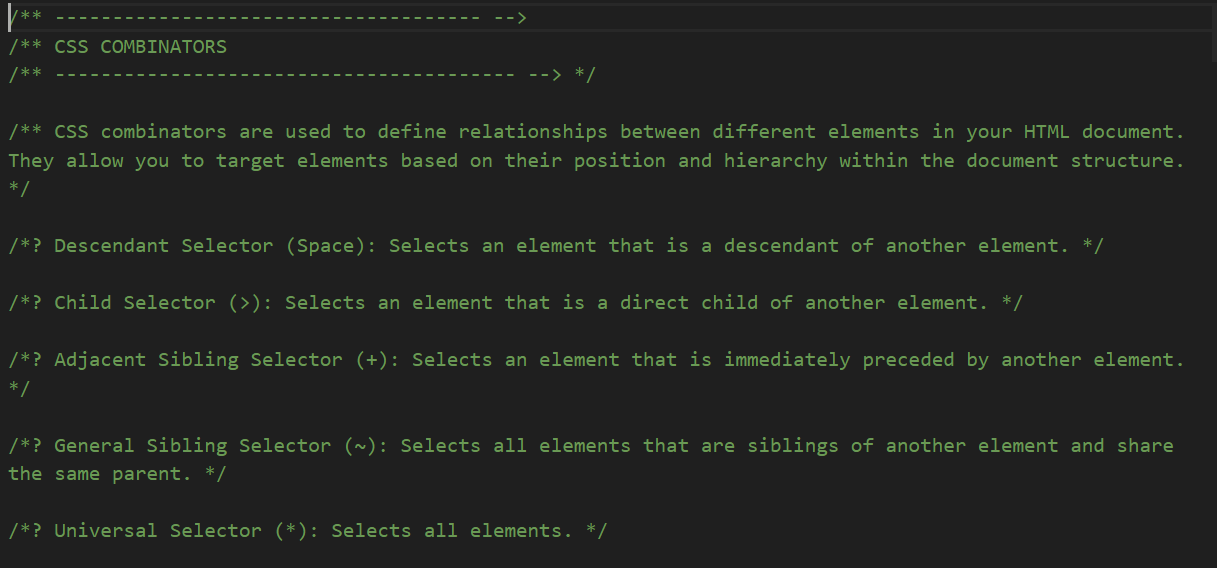 /** ------------------------------------- -->
/** CSS COMBINATORS
/** ---------------------------------------- --> */
/** CSS combinators are used to define relationships between different elements in your HTML document.
They allow you to target elements based on their position and hierarchy within the document structure.
*/
/*? Descendant Selector (Space): Selects an element that is a descendant of another element. */
/*? Child Selector (>): Selects an element that is a direct child of another element. */
/*? Adjacent Sibling Selector (+): Selects an element that is immediately preceded by another element.
*/
/*? General Sibling Selector (~): Selects all elements that are siblings of another element and share
the same parent. */
/*? Universal Selector (*): Selects all elements. */